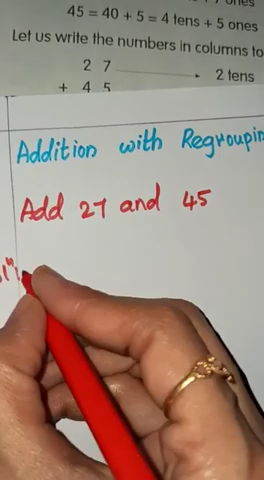 45 = 40 + 5 = 4 tens + 5 ones
Let us write the numbers in columns to
2 7 2 tens
+ 4 5
Addition with Regroupin
Add 27 and 45